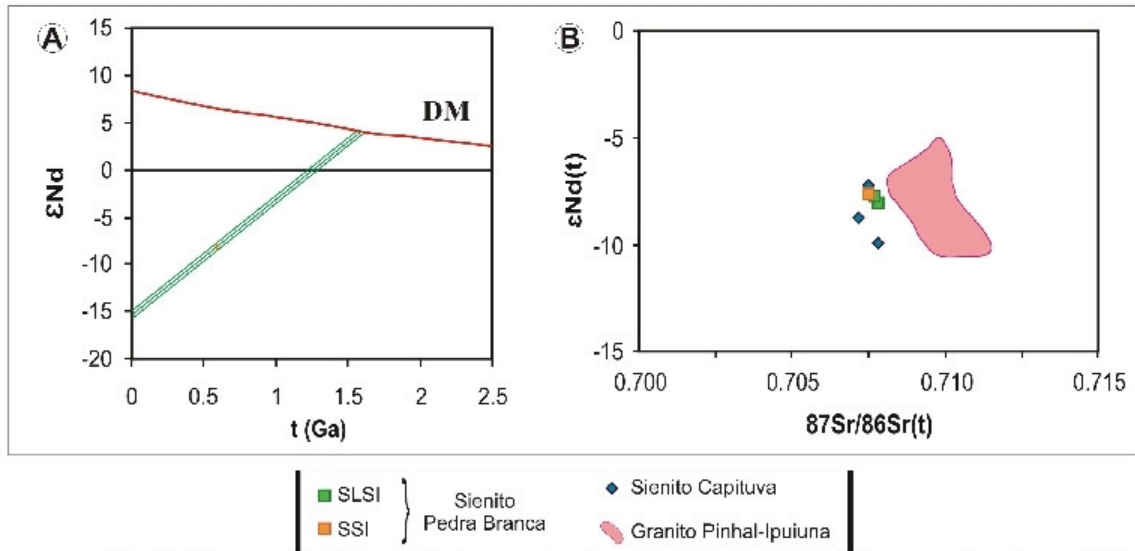 A
15
10
5
0
-5
-10
-15
-20
εNd
DM
0
0.5
1
1.5
2
2.5
t (Ga)
B
0
-5
-10
-15
εNd(t)
0.700
0.705
0.710
0.715
87Sr/86Sr(t)
SLSI
SSI
Sienito
Pedra Branca
Sienito Capituva
Granito Pinhal-Ipuiuna